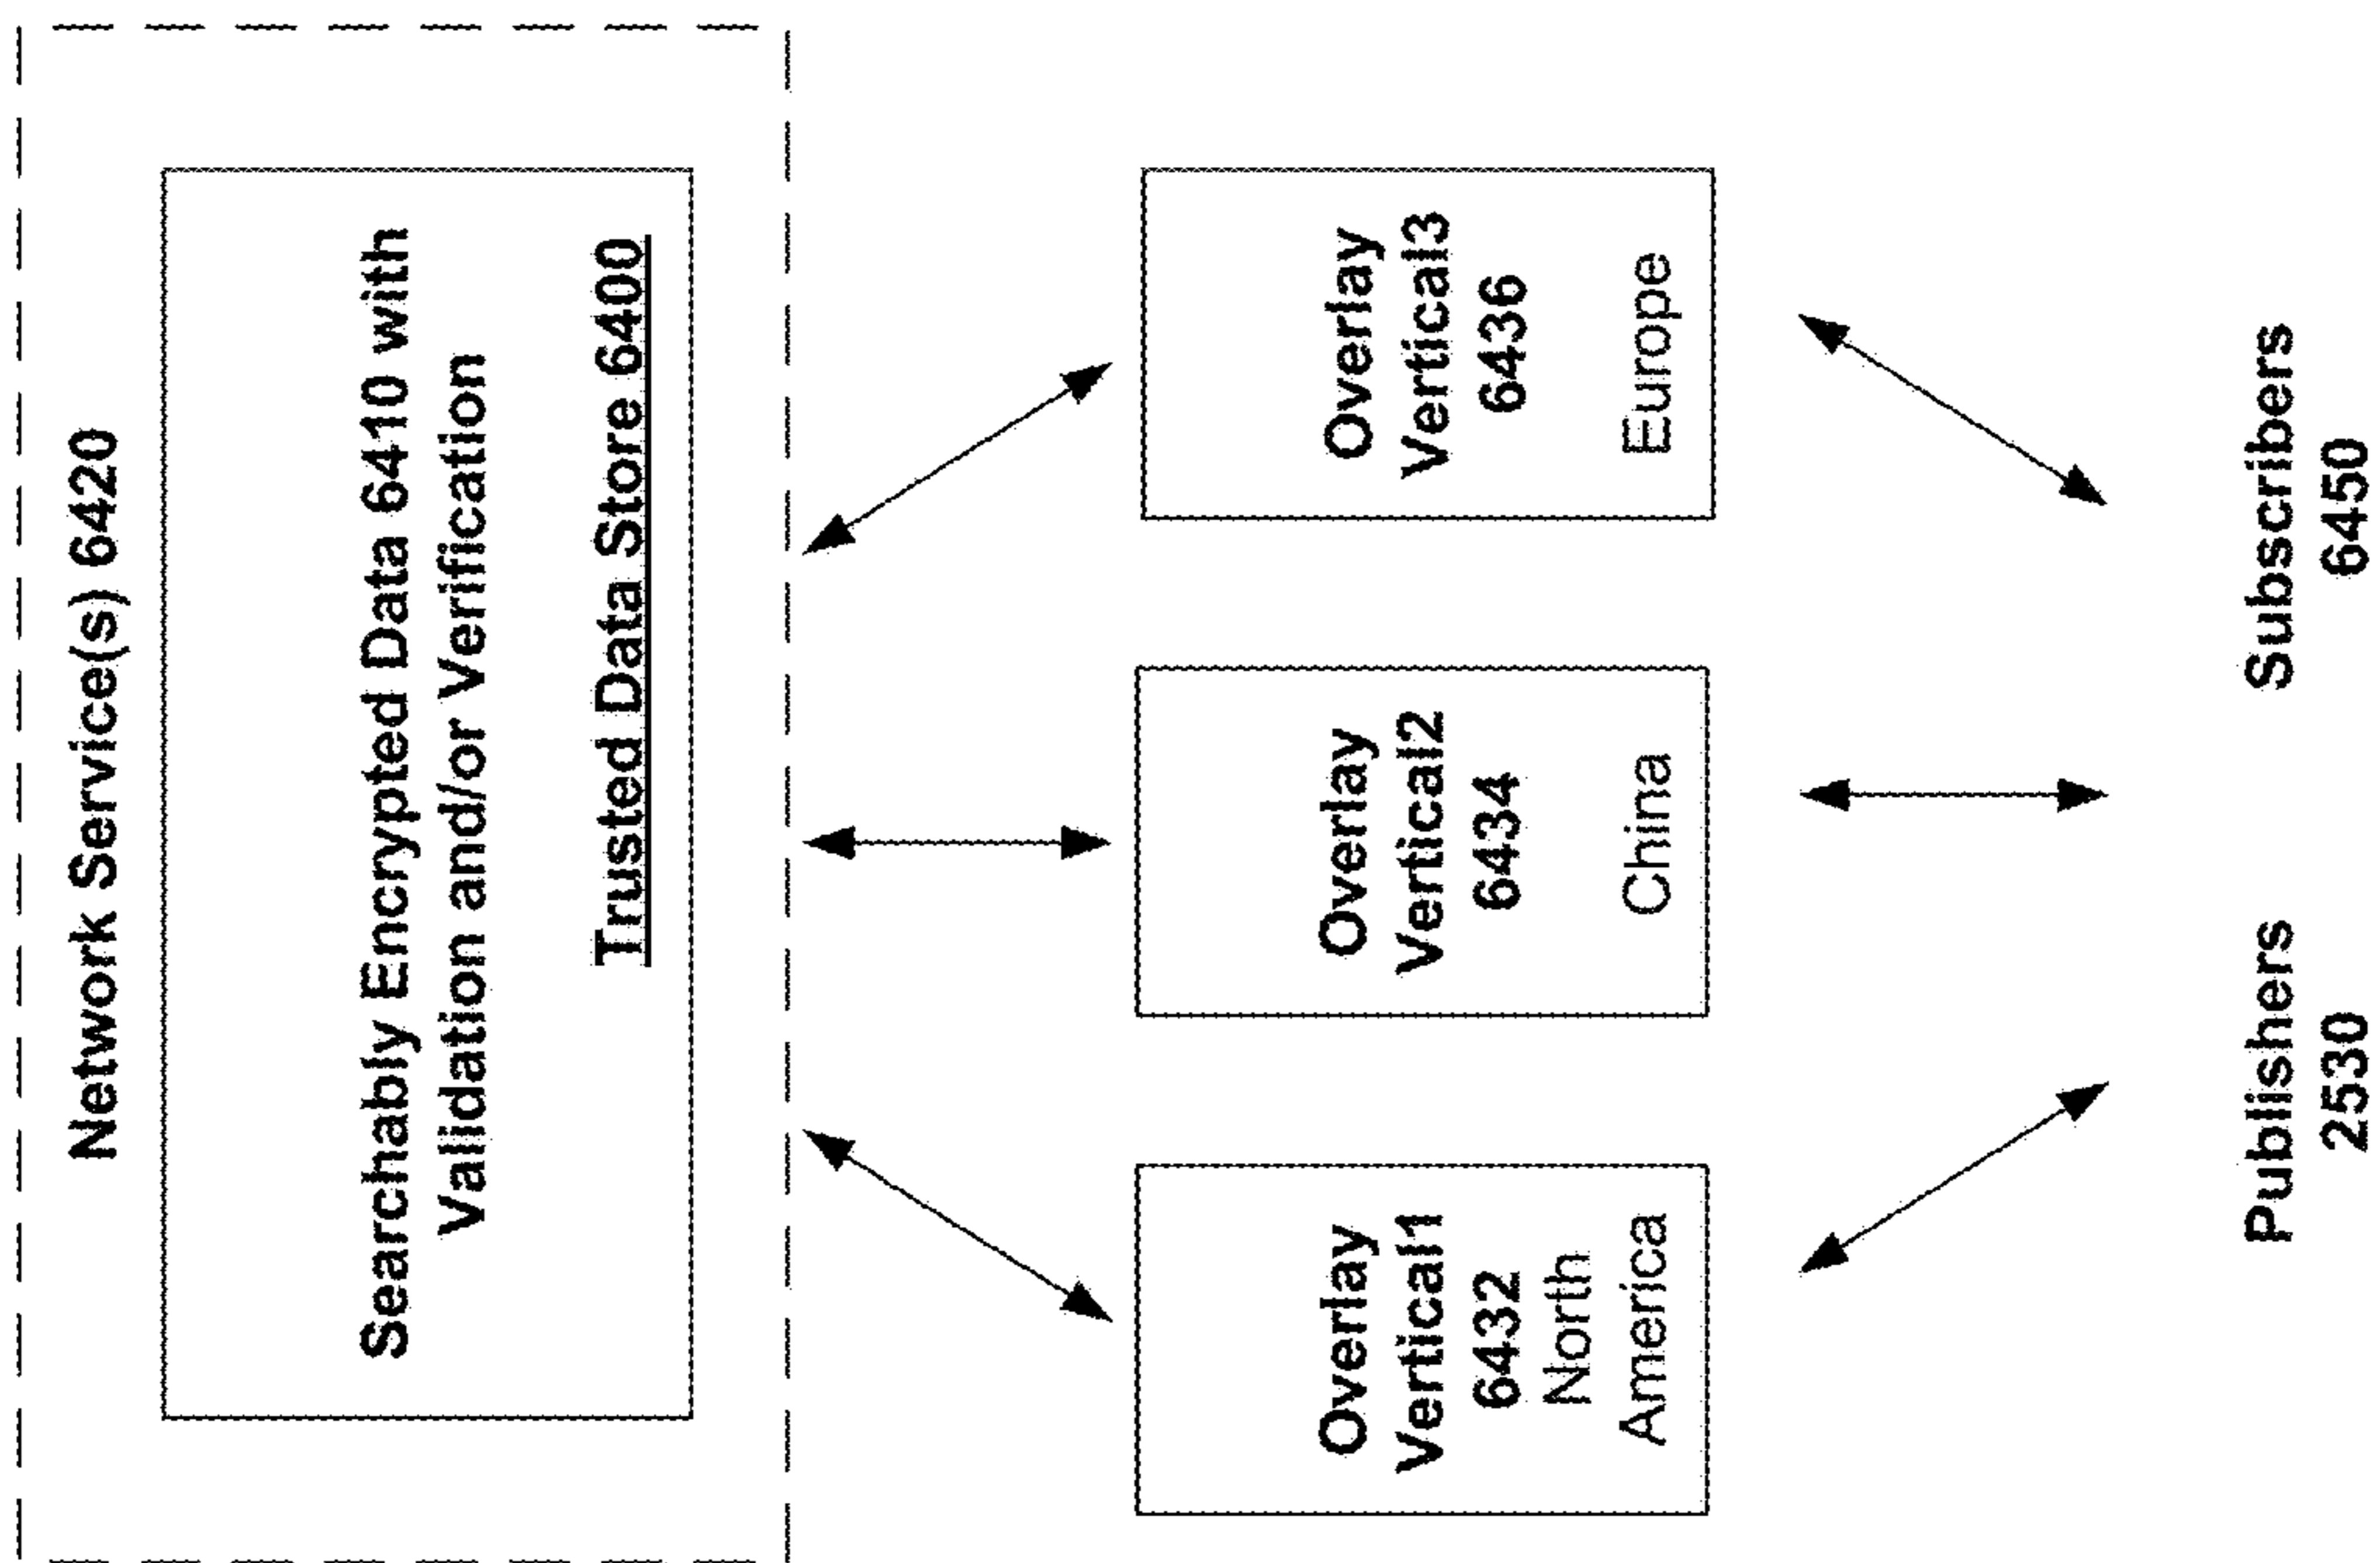 Network Service(s) 6420
Searchably Encrypted Data 6410 with
Validation and/or Verification
Trusted Data Store 6400
Overlay
Vertical1
6432
North
America
Overlay
Vertical2
6434
China
Overlay
Vertical3
6436
Europe
Publishers
2530
Subscribers
6450